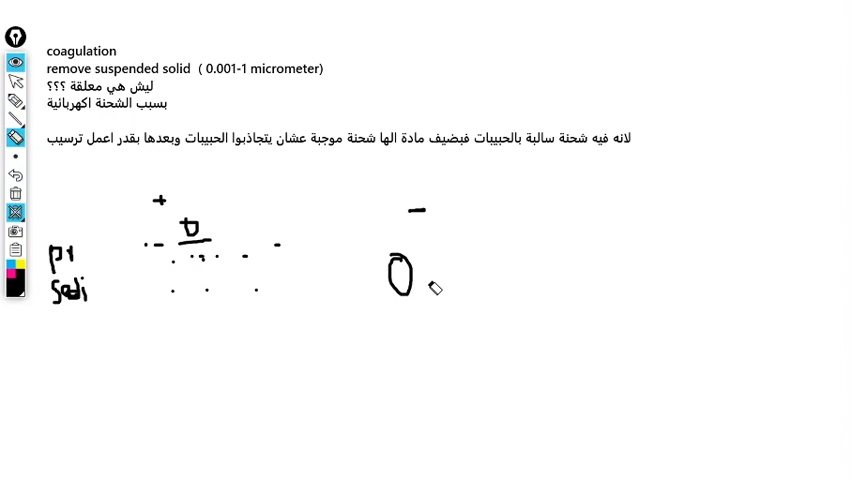 coagulation
remove suspended solid ( 0.001-1 micrometer)
ليش هي معلقة ؟؟؟
بسبب الشحنة اكهربائية
لانه فيه شحنة سالبة بالحبيبات فبضيف مادة الها شحنة موجبة عشان يتجاذبوا الحبيبات وبعدها بقدر اعمل ترسيب
+
-
Sedi